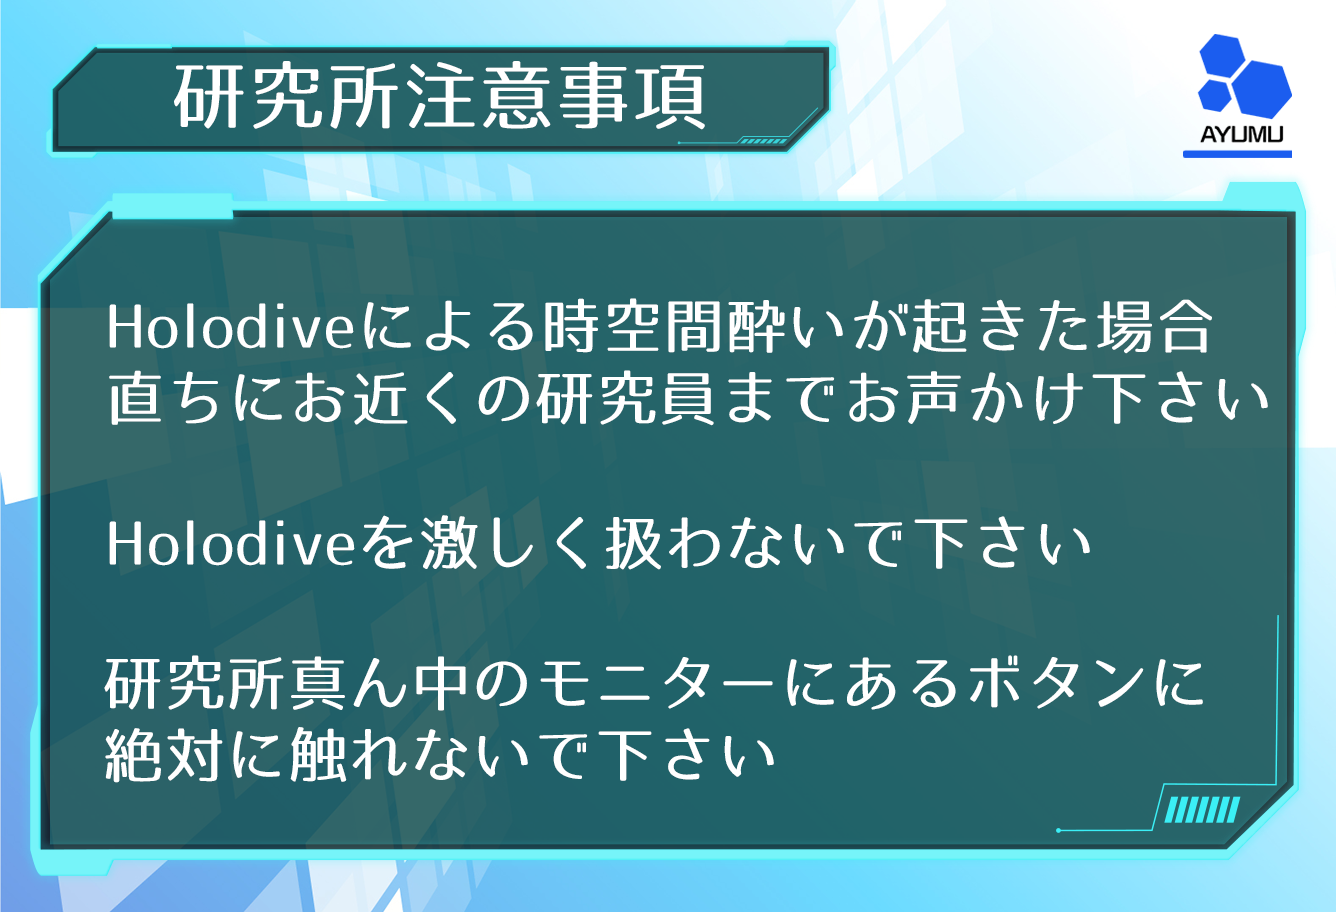 研究所注意事項
AYUMU
Holodiveによる時空間酔いが起きた場合
直ちにお近くの研究員までお声かけ下さい
Holodiveを激しく扱わないで下さい
研究所真ん中のモニターにあるボタンに
絶対に触れないで下さい